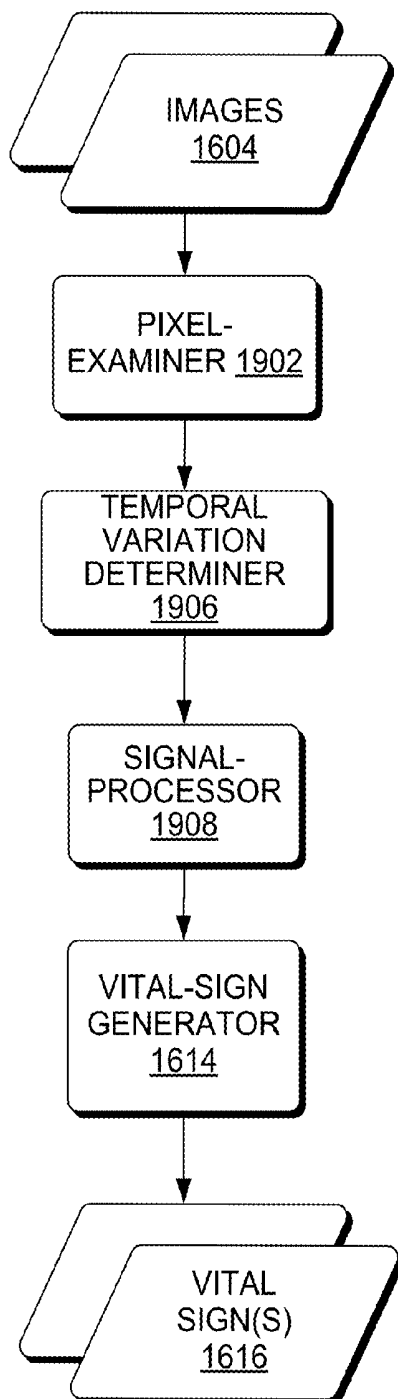 IMAGES
1604
PIXEL-
EXAMINER 1902
TEMPORAL
VARIATION
DETERMINER
1906
SIGNAL-
PROCESSOR
1908
VITAL-SIGN
GENERATOR
1614
VITAL
SIGN(S)
1616